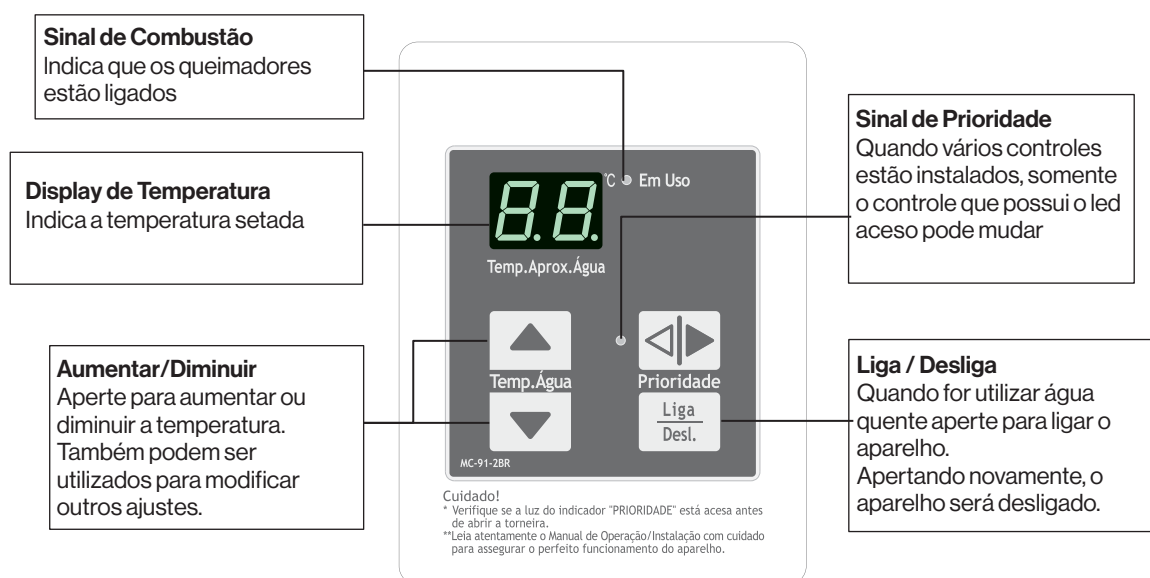 Sinal de Combustão
Indica que os queimadores
estão ligados
Display de Temperatura
Indica a temperatura setada
Aumentar/Diminuir
Aperte para aumentar ou
diminuir a temperatura.
Também podem ser
utilizados para modificar
outros ajustes.
88.
°C Em Uso
Temp.Aprox.Água
Temp.Água
Prioridade
Liga
Desl.
MC-91-2BR
Cuidado!
* Verifique se a luz do indicador "PRIORIDADE" está acesa antes
de abrir a torneira.
**Leia atentamente o Manual de Operação/Instalação com cuidado
para assegurar o perfeito funcionamento do aparelho.
Sinal de Prioridade
Quando vários controles
estão instalados, somente
o controle que possui o led
aceso pode mudar
Liga / Desliga
Quando for utilizar água
quente aperte para ligar o
aparelho.
Apertando novamente, o
aparelho será desligado.